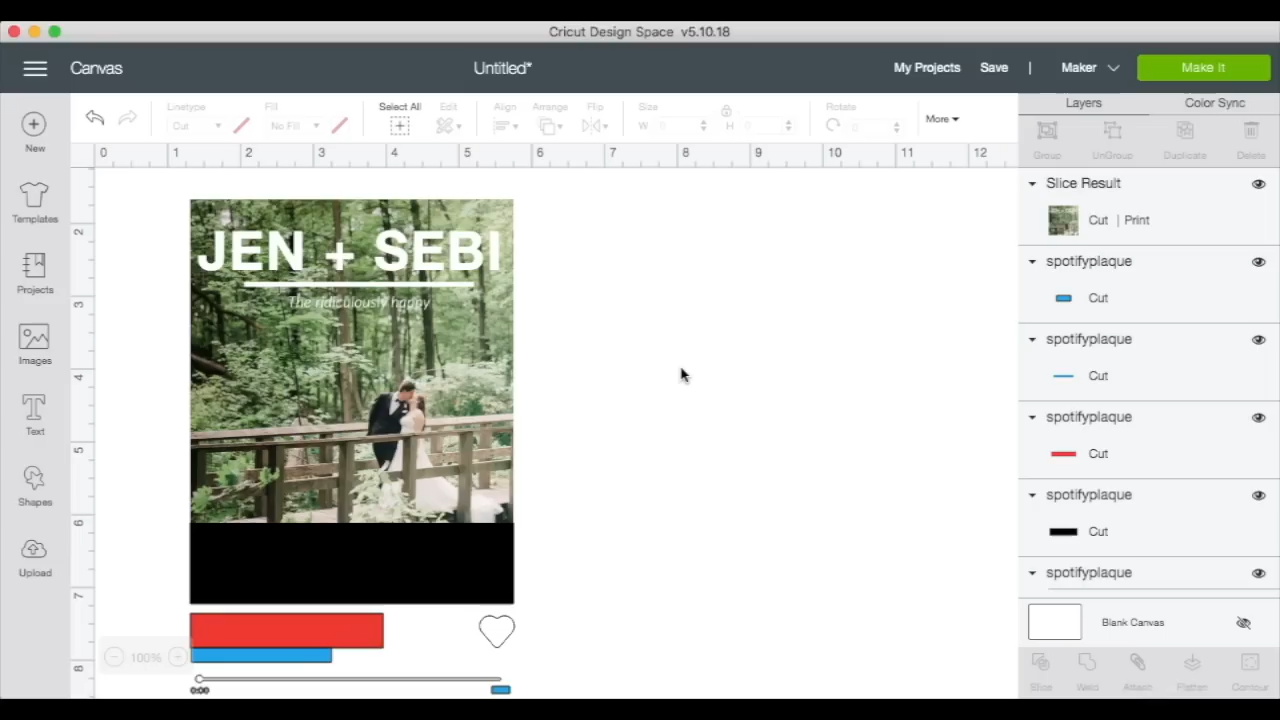 Cricut Design Space v5.10.18
Canvas
Untitled*
My Projects Save | Maker Make It
Linetype Fill Select All Edit Align Arrange Flip Size Rotate
Cut No Fill W 0 H 0 0 More
Layers Color Sync
Group UnGroup Duplicate Delete
0 1 2 3 4 5 6 7 8 9 10 11 12
New
Templates
Projects
Images
Text
Shapes
Upload
2
3
4
5
6
7
8
JEN + SEBI
The ridiculously happy
100%
0:00
Slice Result
Cut | Print
spotifyplaque
Cut
spotifyplaque
Cut
spotifyplaque
Cut
spotifyplaque
Cut
spotifyplaque
Blank Canvas
Slice Weld Attach Flatten Contour